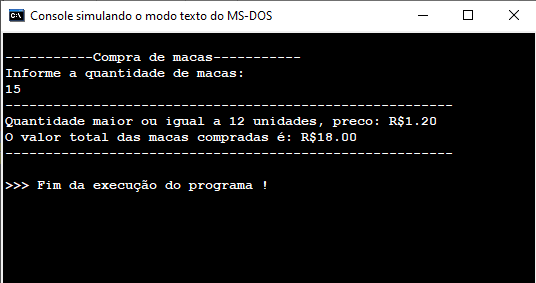 Console simulando o modo texto do MS-DOS
-----------Compra de macas-----------
Informe a quantidade de macas:
15
--------------------------------------------------------
Quantidade maior ou igual a 12 unidades, preco: R$1.20
O valor total das macas compradas é: R$18.00
--------------------------------------------------------
>>> Fim da execução do programa !